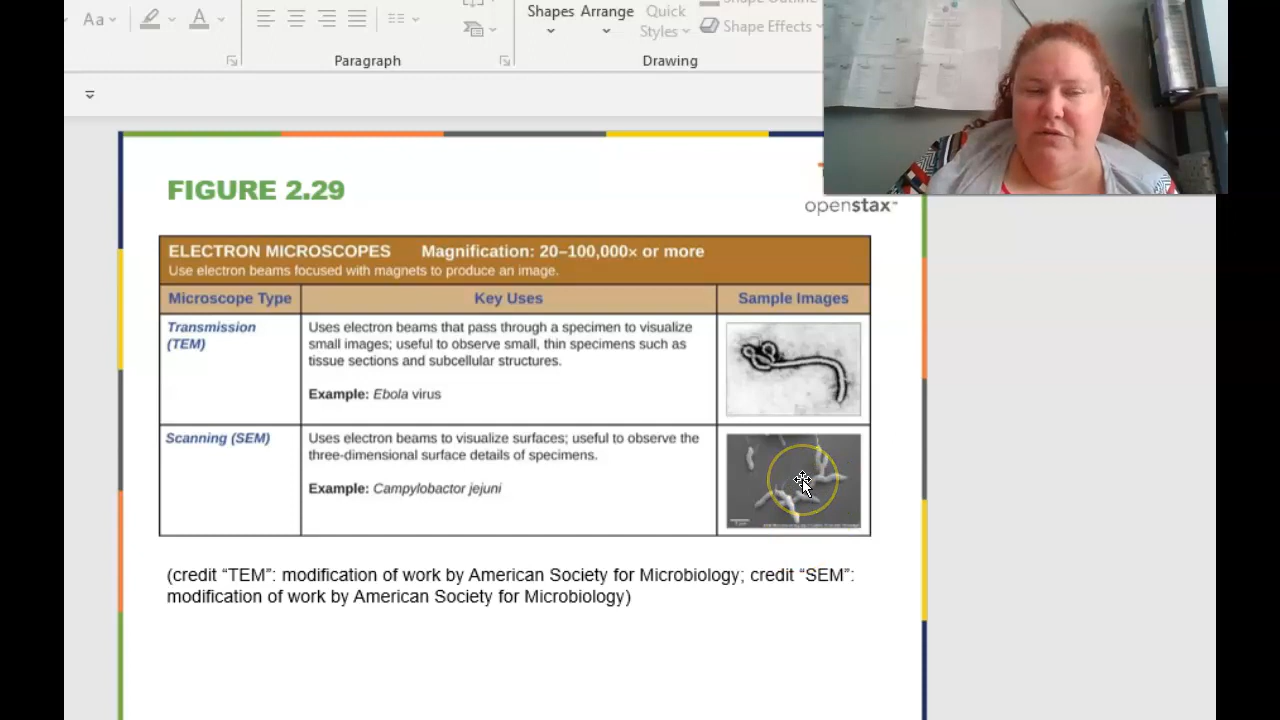 Aa
Shapes Arrange Quick Styles
Shape Outline
Shape Effects
Paragraph
Drawing
FIGURE 2.29
openstax™
ELECTRON MICROSCOPES Magnification: 20–100,000× or more
Use electron beams focused with magnets to produce an image.
Microscope Type Key Uses Sample Images
Transmission
(TEM)
Uses electron beams that pass through a specimen to visualize
small images; useful to observe small, thin specimens such as
tissue sections and subcellular structures.
Example: Ebola virus
Scanning (SEM)
Uses electron beams to visualize surfaces; useful to observe the
three-dimensional surface details of specimens.
Example: Campylobactor jejuni
(credit “TEM”: modification of work by American Society for Microbiology; credit “SEM”:
modification of work by American Society for Microbiology)